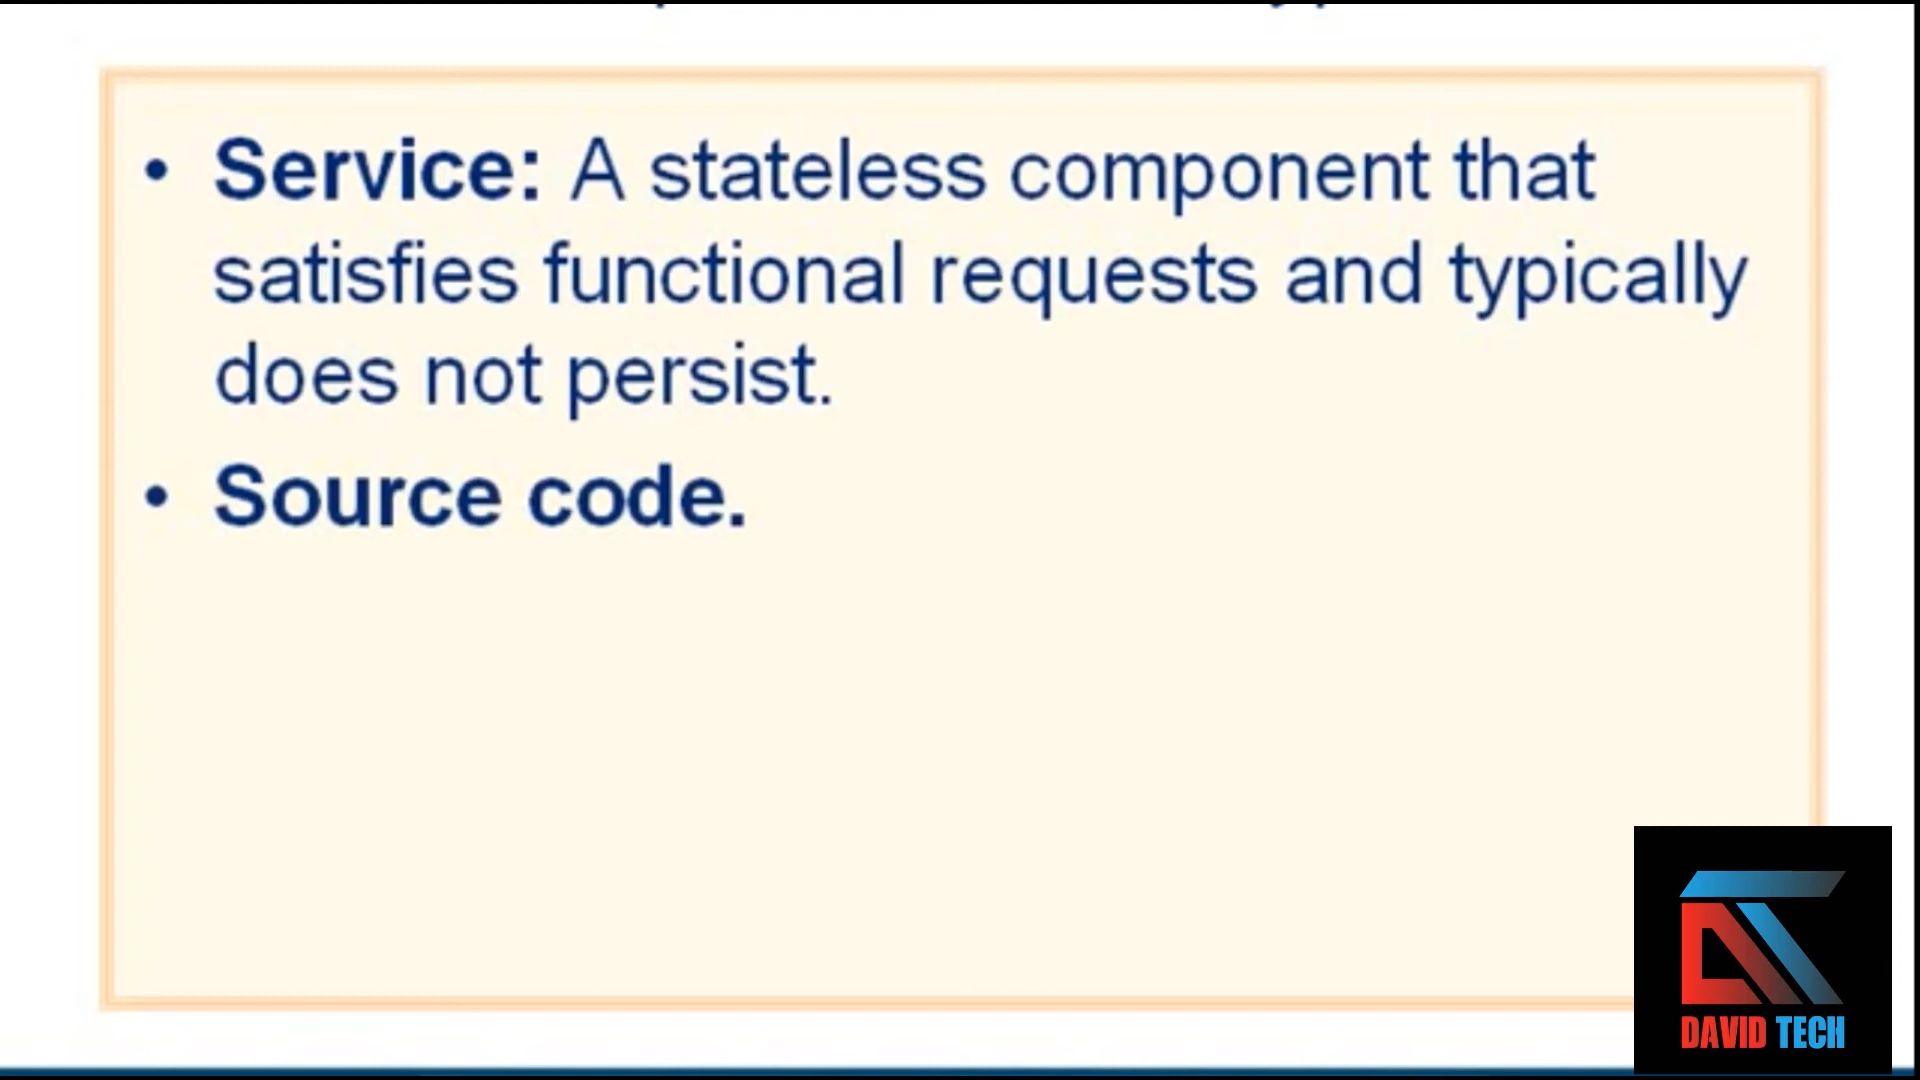 • Service: A stateless component that
satisfies functional requests and typically
does not persist.
• Source code.
DAVID TECH